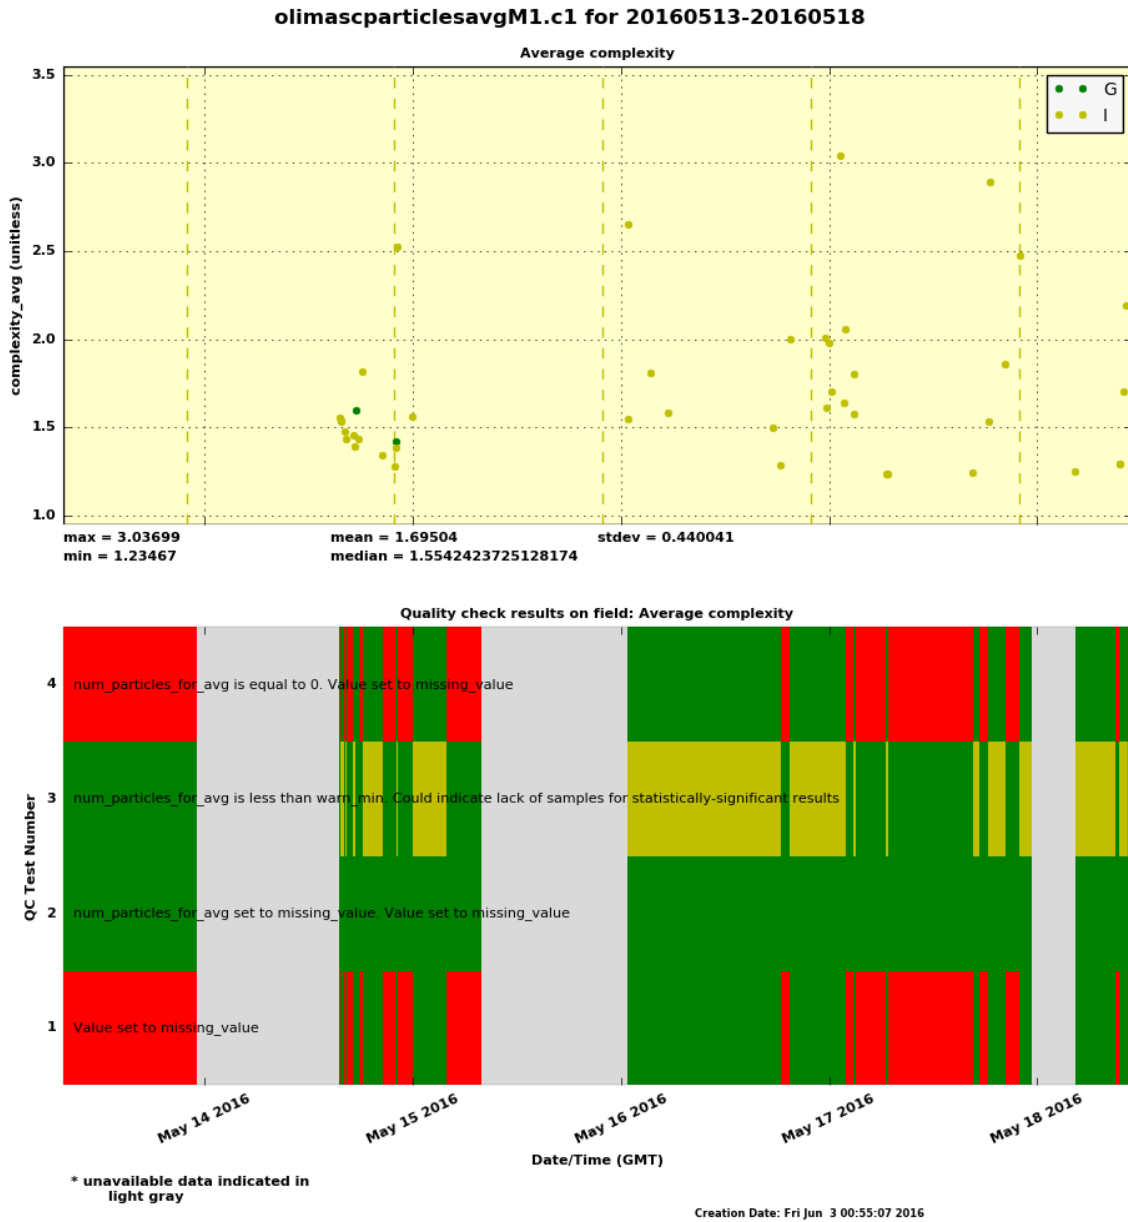 olimascparticlesavgM1.c1 for 20160513-20160518
Average complexity
3.5
3.0
2.5
2.0
1.5
1.0
complexity_avg (unitless)
G
I
max = 3.03699
mean = 1.69504
stdev = 0.440041
min = 1.23467
median = 1.5542423725128174
Quality check results on field: Average complexity
4
num_particles_for_avg is equal to 0. Value set to missing_value
3
num_particles_for_avg is less than warn_min. Could indicate lack of samples for statistically-significant results
QC Test Number
2
num_particles_for_avg set to missing_value. Value set to missing_value
1
Value set to missing_value
May 14 2016
May 15 2016
May 16 2016
May 17 2016
May 18 2016
Date/Time (GMT)
* unavailable data indicated in
light gray
Creation Date: Fri Jun 3 00:55:07 2016